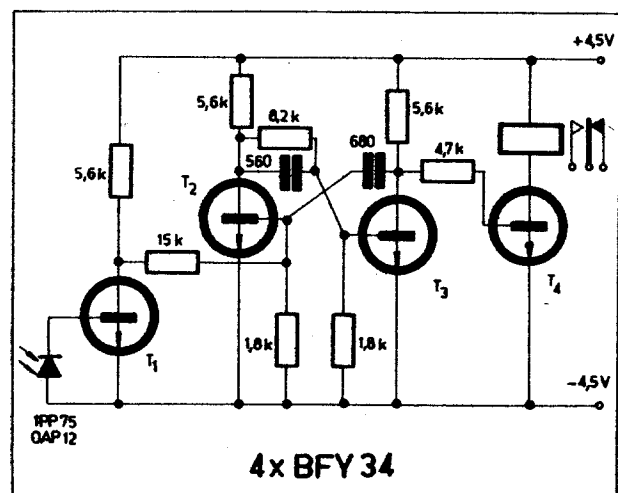 +4,5V
5,6k
8,2k
5,6k
680
4,7k
560
5,6k
T2
15 k
T3
T4
T1
1,8k
1,8k
-4,5V
1PP75
OAP12
4x BFY 34